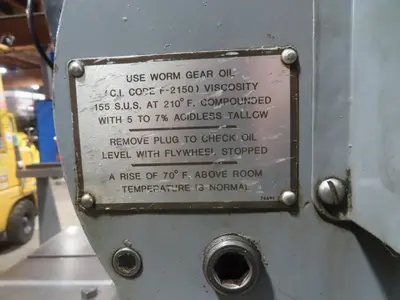 USE WORM GEAR OIL
(C.I. CODE F-2150) VISCOSITY
155 S.U.S. AT 210° F. COMPOUNDED
WITH 5 TO 7% ACIDLESS TALLOW
REMOVE PLUG TO CHECK OIL
LEVEL WITH FLYWHEEL STOPPED
A RISE OF 70° F. ABOVE ROOM
TEMPERATURE IS NORMAL